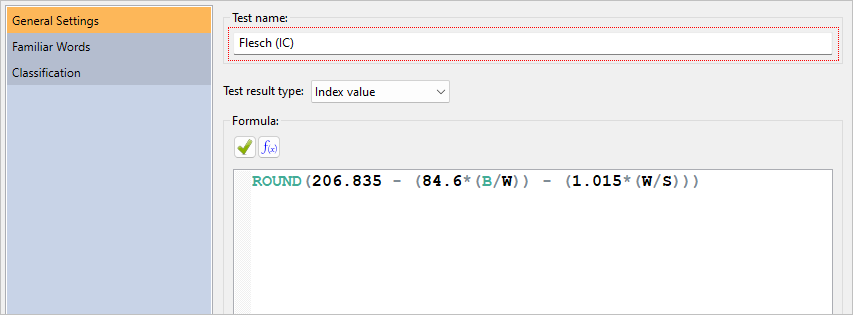 General Settings
Familiar Words
Classification
Test name:
Flesch (IC)
Test result type: Index value
Formula:
f(x)
ROUND(206.835 - (84.6*(B/W)) - (1.015*(W/S)))